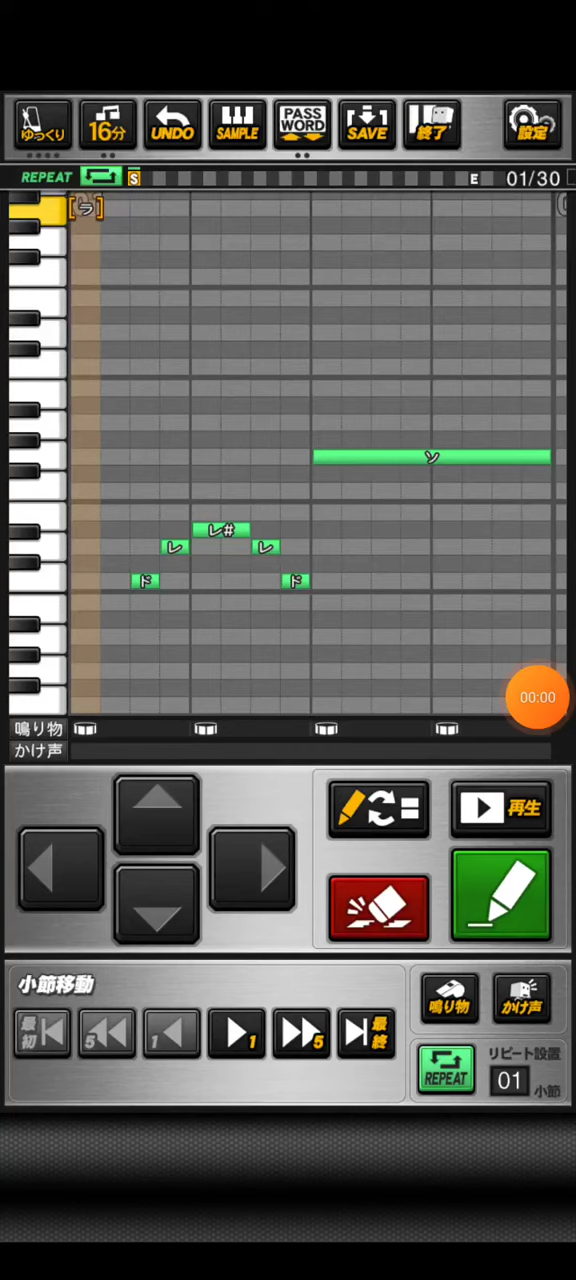 ゆっくり 16分 UNDO SAMPLE PASS WORD SAVE 終了 設定
REPEAT S E 01/30
[ラ]
ソ
レ#
レ レ
ド ド
00:00
鳴り物
かけ声
再生
小節移動
最初 5 1 1 5 最終
鳴り物 かけ声
REPEAT リピート設置 01 小節